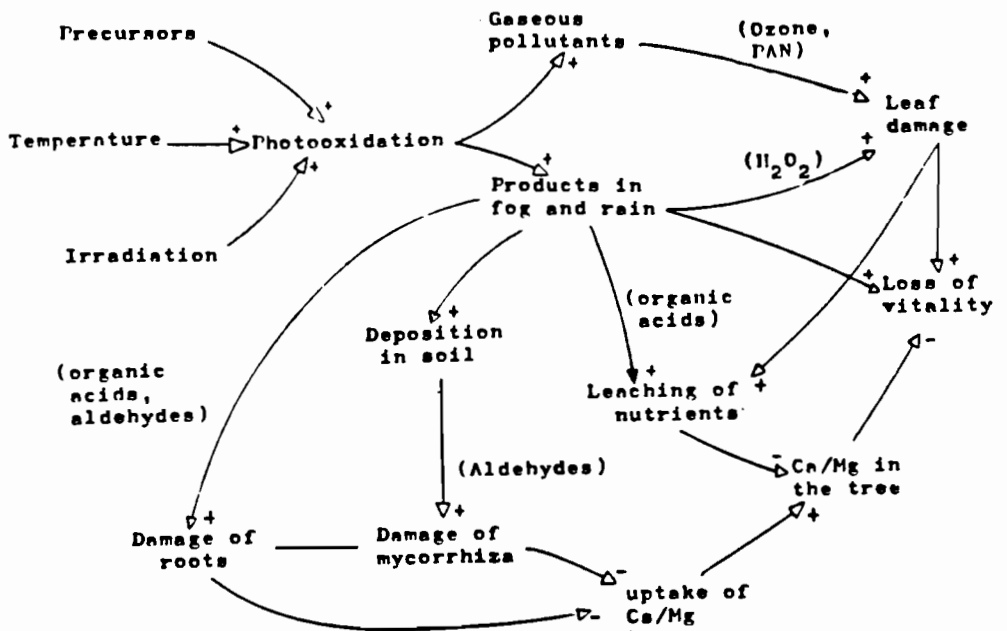 Precursors
Gaseous
pollutants
(Ozone,
PAN)
+
+
+
Leaf
damage
Temperature
+
Photooxidation
+
+
+
(H₂O₂)
Products in
fog and rain
Irradiation
+
+
Loss of
vitality
(organic
acids)
-
+
Deposition
in soil
(organic
acids,
aldehydes)
+
Leaching of
nutrients
+
(Aldehydes)
-
Ca/Mg in
the tree
+
+
Damage of
roots
+
Damage of
mycorrhiza
-
uptake of
Ca/Mg
-